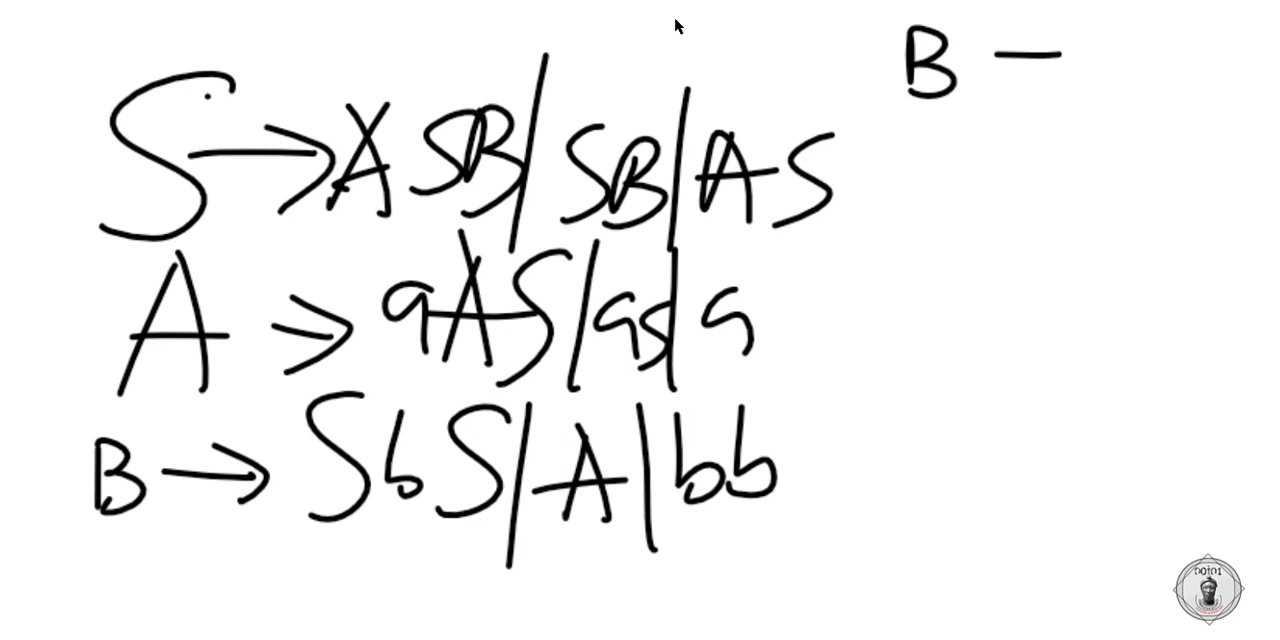 S → ASB / SB / AS
A → aAS / as / a
B → SbS / A / bb
B —